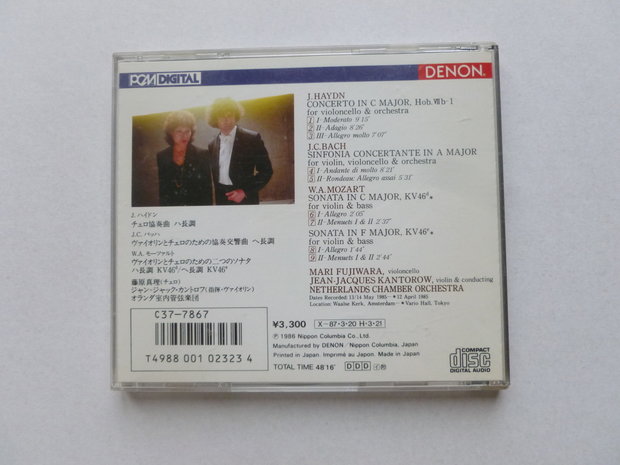 PCM DIGITAL
DENON
J. HAYDN
CONCERTO IN C MAJOR, Hob. Ⅶb-1
for violoncello & orchestra
1 I-Moderato 9'15"
2 II-Adagio 8'26"
3 III-Allegro molto 7'07"
J.C. BACH
SINFONIA CONCERTANTE IN A MAJOR
for violin, violoncello & orchestra
4 I-Andante di molto 8'21"
5 II-Rondeau: Allegro assai 5'31"
W.A. MOZART
SONATA IN C MAJOR, KV46ᵈ*
for violin & bass
6 I-Allegro 2'05"
7 II-Menuets I & II 2'37"
SONATA IN F MAJOR, KV46ᵉ*
for violin & bass
8 I-Allegro 1'44"
9 II-Menuets I & II 2'44"
MARI FUJIWARA, violoncello
JEAN-JACQUES KANTOROW, violin & conducting
NETHERLANDS CHAMBER ORCHESTRA
Dates Recorded: 13/14 May 1985 *12 April 1985
Location: Waalse Kerk, Amsterdam *Vario Hall, Tokyo
J. ハイドン
チェロ協奏曲 ハ長調
J.C. バッハ
ヴァイオリンとチェロのための協奏交響曲 イ長調
W.A. モーツァルト
ヴァイオリンとチェロのための二つのソナタ
ハ長調 KV46ᵈ/ヘ長調 KV46ᵉ
藤原真理(チェロ)
ジャン=ジャック・カントロフ(指揮・ヴァイオリン)
オランダ室内管弦楽団
C37-7867
T4988 001 02323 4
¥3,300
X-87·3·20 H·3·21
Ⓟ 1986 Nippon Columbia Co., Ltd.
Manufactured by DENON / Nippon Columbia, Japan
Printed in Japan. Imprimé au Japon. Made in Japan
TOTAL TIME 48'16" DDD
COMPACT
disc
DIGITAL AUDIO